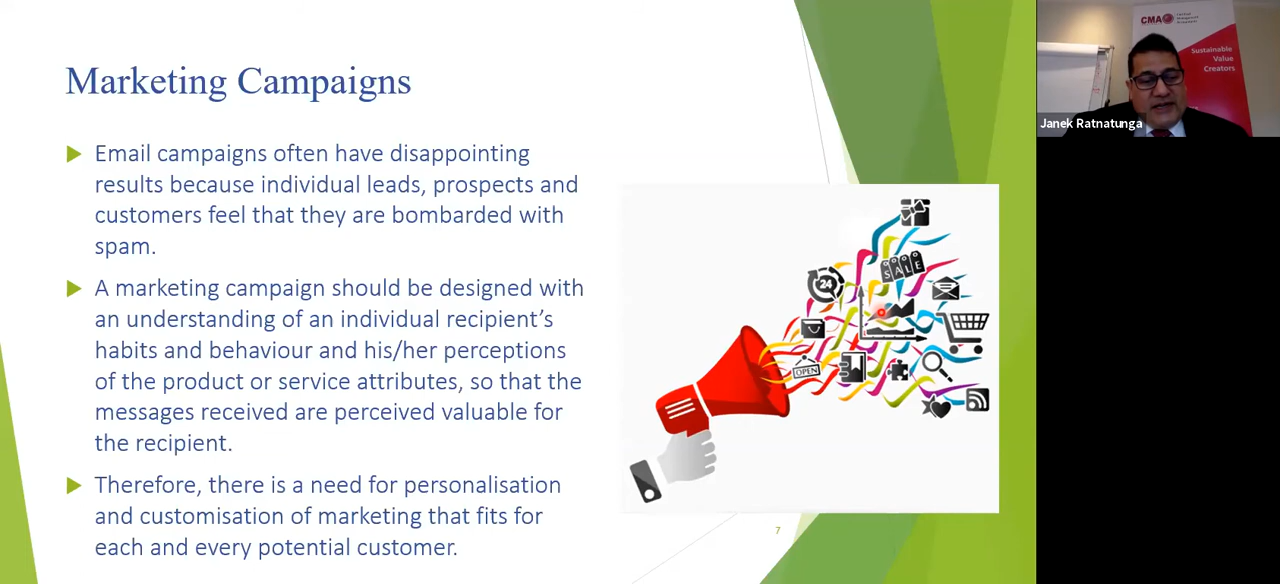 Marketing Campaigns
Email campaigns often have disappointing
results because individual leads, prospects and
customers feel that they are bombarded with
spam.
A marketing campaign should be designed with
an understanding of an individual recipient's
habits and behaviour and his/her perceptions
of the product or service attributes, so that the
messages received are perceived valuable for
the recipient.
Therefore, there is a need for personalisation
and customisation of marketing that fits for
each and every potential customer.
SALE
24
OPEN
7
CMA
Sustainable
Value
Creators
Janek Ratnatunga